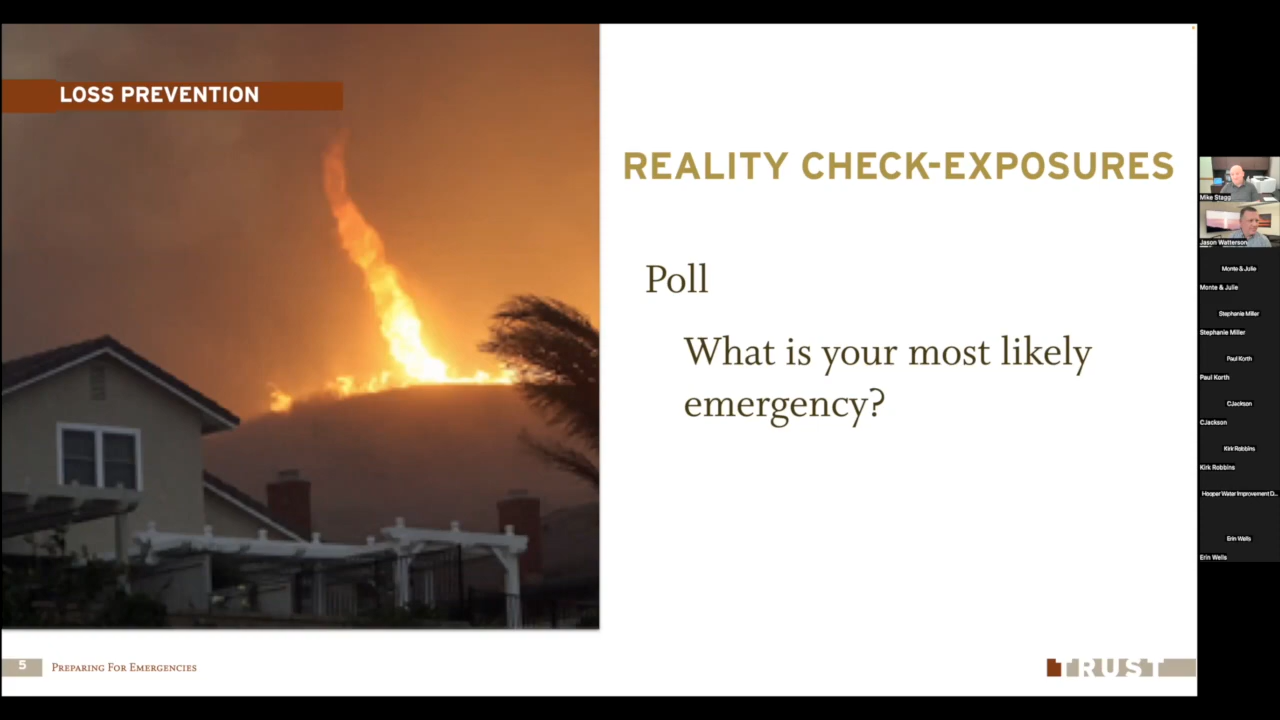 LOSS PREVENTION
REALITY CHECK-EXPOSURES
Poll
What is your most likely
emergency?
5
PREPARING FOR EMERGENCIES
TRUST
Mike Stagg
Jason Watterson
Monte & Julie
Monte & Julie
Stephanie Miller
Stephanie Miller
Paul Korth
Paul Korth
CJackson
CJackson
Kirk Robbins
Kirk Robbins
Hooper Water Improvement D...
Erin Wells
Erin Wells